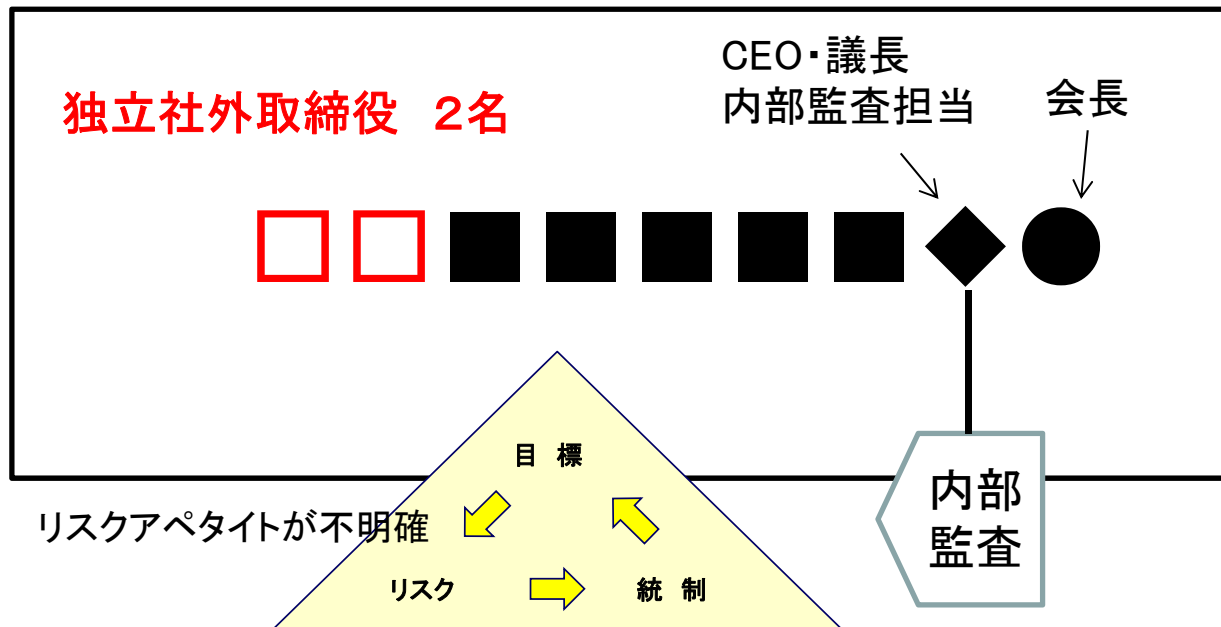 CEO・議長
内部監査担当
会長
独立社外取締役　２名
目 標
リスクアペタイトが不明確
リスク
統 制
内部
監査